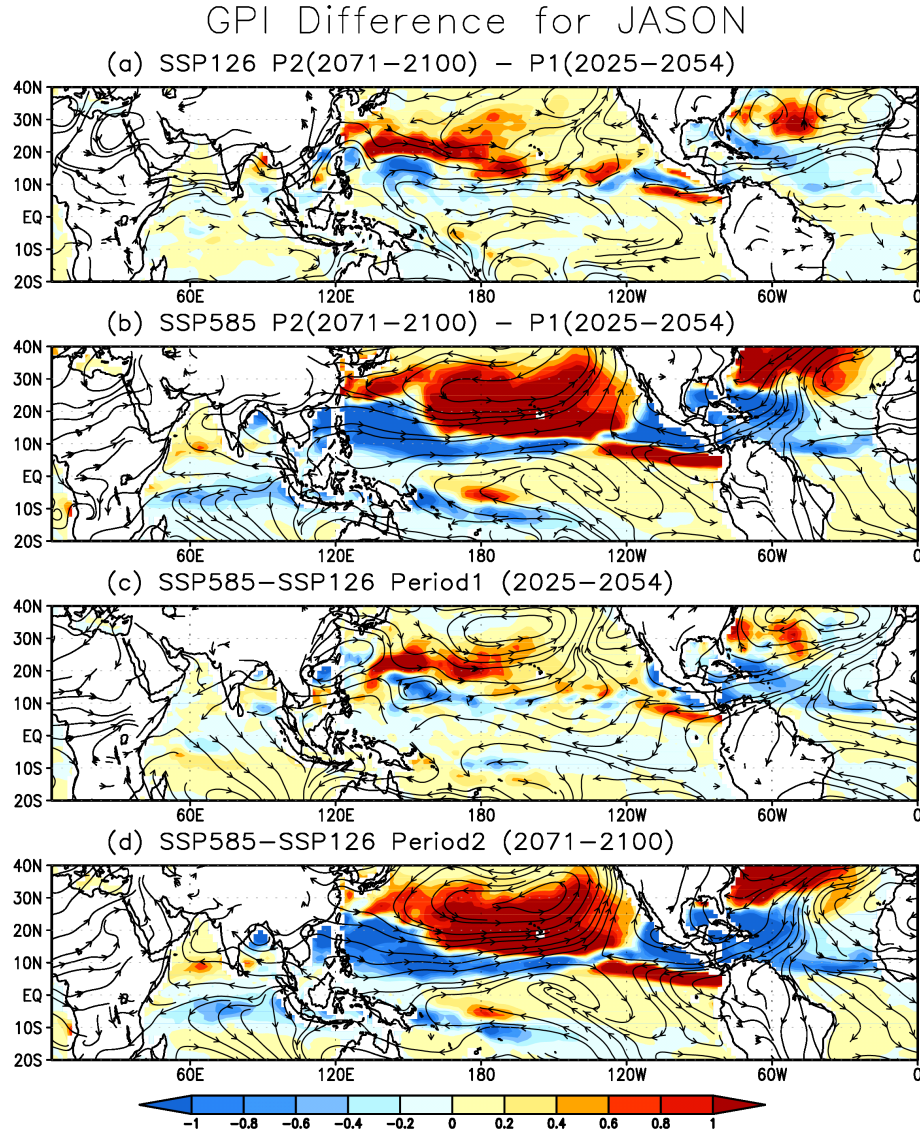 GPI Difference for JASON
(a) SSP126 P2(2071−2100) − P1(2025−2054)
40N
30N
20N
10N
EQ
10S
20S
60E 120E 180 120W 60W 0
(b) SSP585 P2(2071−2100) − P1(2025−2054)
40N
30N
20N
10N
EQ
10S
20S
60E 120E 180 120W 60W 0
(c) SSP585−SSP126 Period1 (2025−2054)
40N
30N
20N
10N
EQ
10S
20S
60E 120E 180 120W 60W 0
(d) SSP585−SSP126 Period2 (2071−2100)
40N
30N
20N
10N
EQ
10S
20S
60E 120E 180 120W 60W 0
−1 −0.8 −0.6 −0.4 −0.2 0 0.2 0.4 0.6 0.8 1